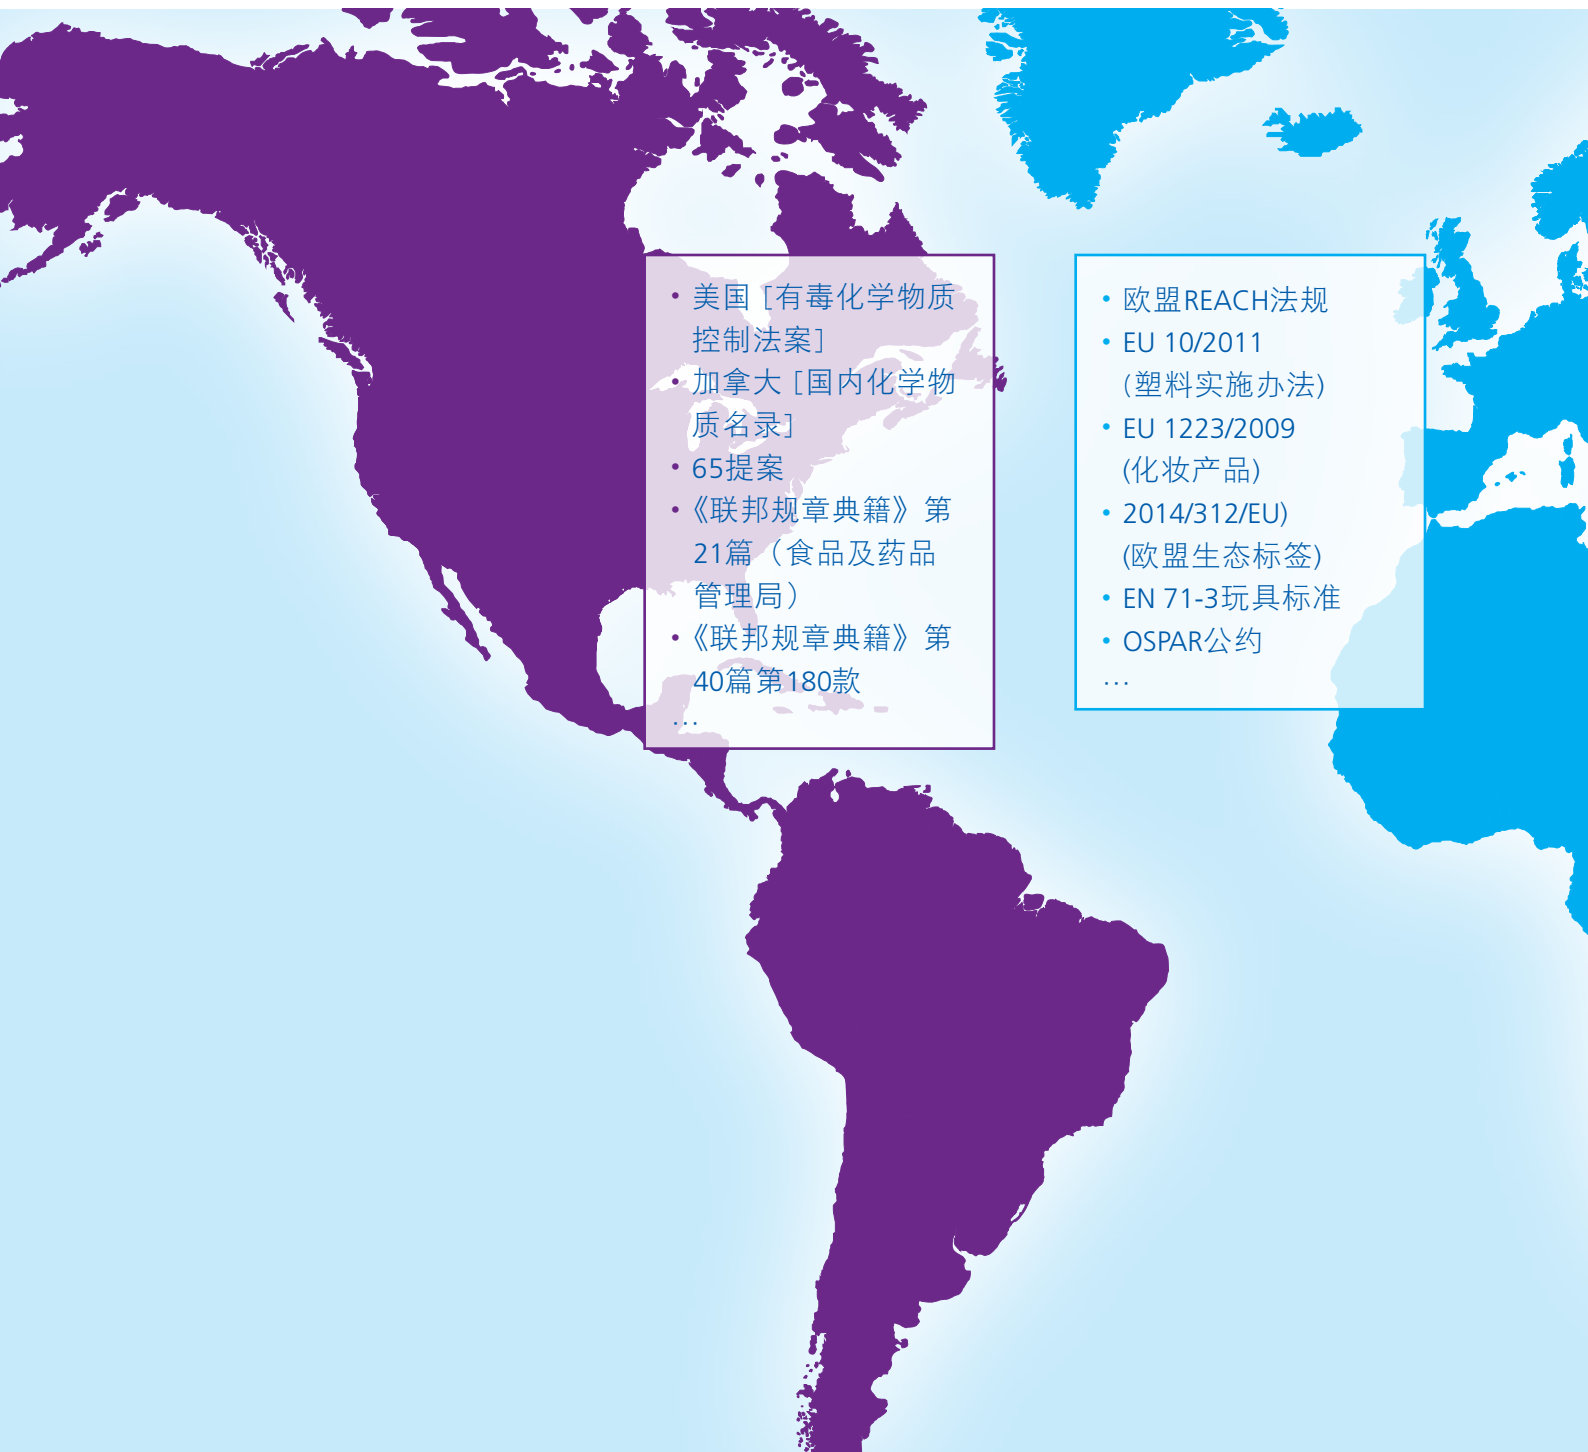 • 美国 [有毒化学物质
控制法案]
• 加拿大 [国内化学物
质名录]
• 65提案
•《联邦规章典籍》第
21篇（食品及药品
管理局）
•《联邦规章典籍》第
40篇第180款
...
• 欧盟REACH法规
• EU 10/2011
(塑料实施办法)
• EU 1223/2009
(化妆产品)
• 2014/312/EU)
(欧盟生态标签)
• EN 71-3玩具标准
• OSPAR公约
...